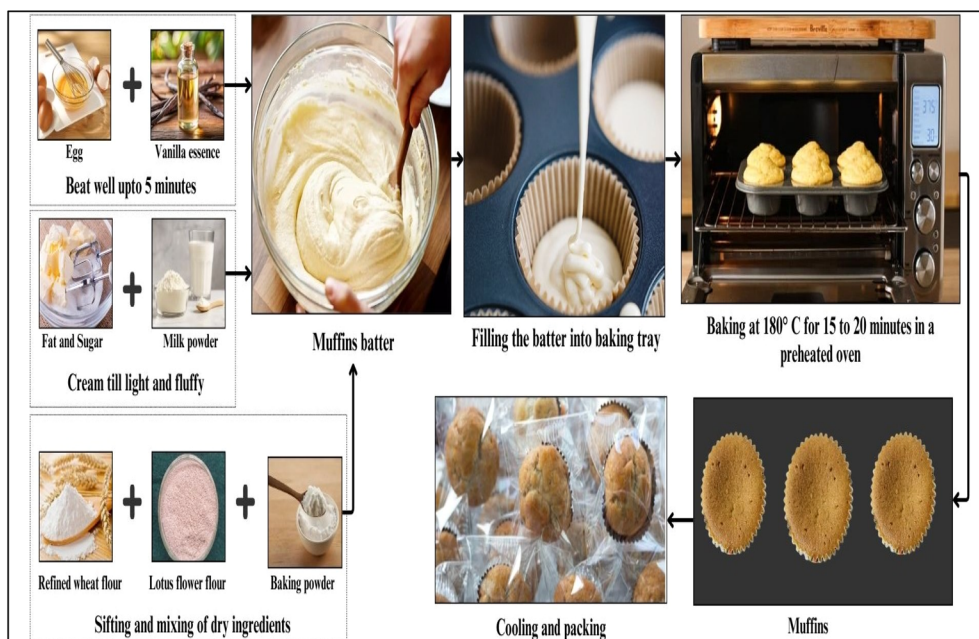 Egg
Vanilla essence
Beat well upto 5 minutes
Fat and Sugar
Milk powder
Cream till light and fluffy
Refined wheat flour
Lotus flower flour
Baking powder
Sifting and mixing of dry ingredients
Muffins batter
Filling the batter into baking tray
Breville
375
Baking at 180° C for 15 to 20 minutes in a
preheated oven
Muffins
Cooling and packing